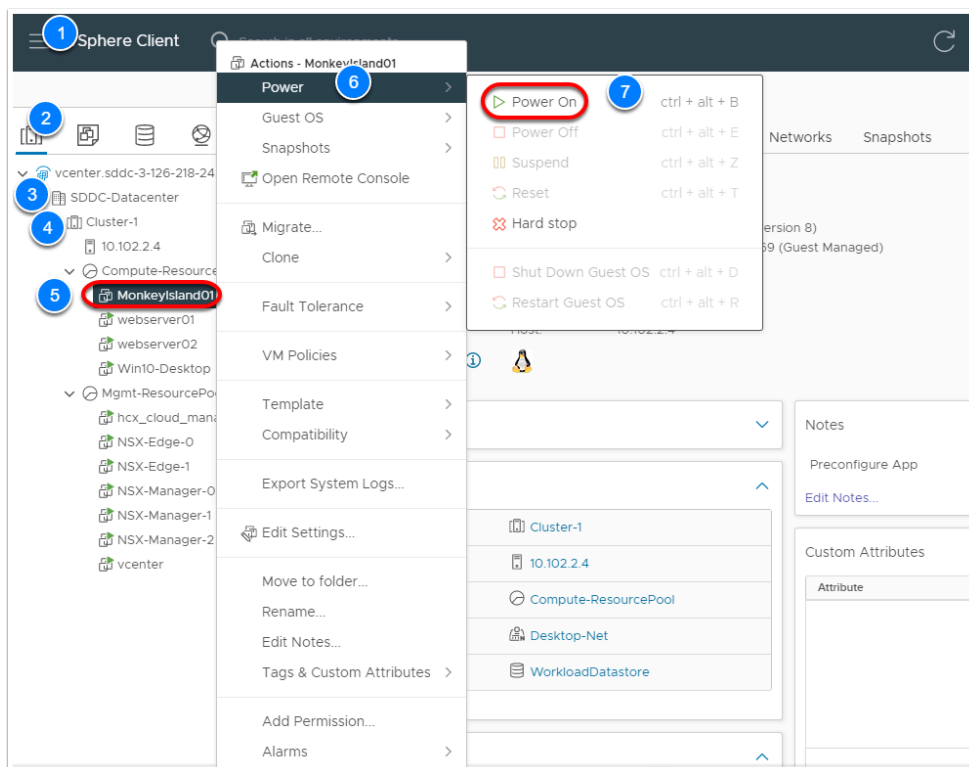 1
Sphere Client
Actions - MonkeyIsland01
Power
6
Guest OS
Snapshots
Open Remote Console
Migrate...
Clone
Fault Tolerance
VM Policies
Template
Compatibility
Export System Logs...
Edit Settings...
Move to folder...
Rename...
Edit Notes...
Tags & Custom Attributes
Add Permission...
Alarms
Power On
7
ctrl + alt + B
Power Off
ctrl + alt + E
Suspend
ctrl + alt + Z
Reset
ctrl + alt + T
Hard stop
Shut Down Guest OS
ctrl + alt + D
Restart Guest OS
ctrl + alt + R
Networks
Snapshots
2
vcenter.sddc-3-126-218-24
3
SDDC-Datacenter
4
Cluster-1
10.102.2.4
Compute-Resource
5
MonkeyIsland01
webserver01
webserver02
Win10-Desktop
Mgmt-ResourcePo
hcx_cloud_mana
NSX-Edge-0
NSX-Edge-1
NSX-Manager-0
NSX-Manager-1
NSX-Manager-2
vcenter
ersion 8)
69 (Guest Managed)
Host:
10.102.2.4
Cluster-1
10.102.2.4
Compute-ResourcePool
Desktop-Net
WorkloadDatastore
Notes
Preconfigure App
Edit Notes...
Custom Attributes
Attribute